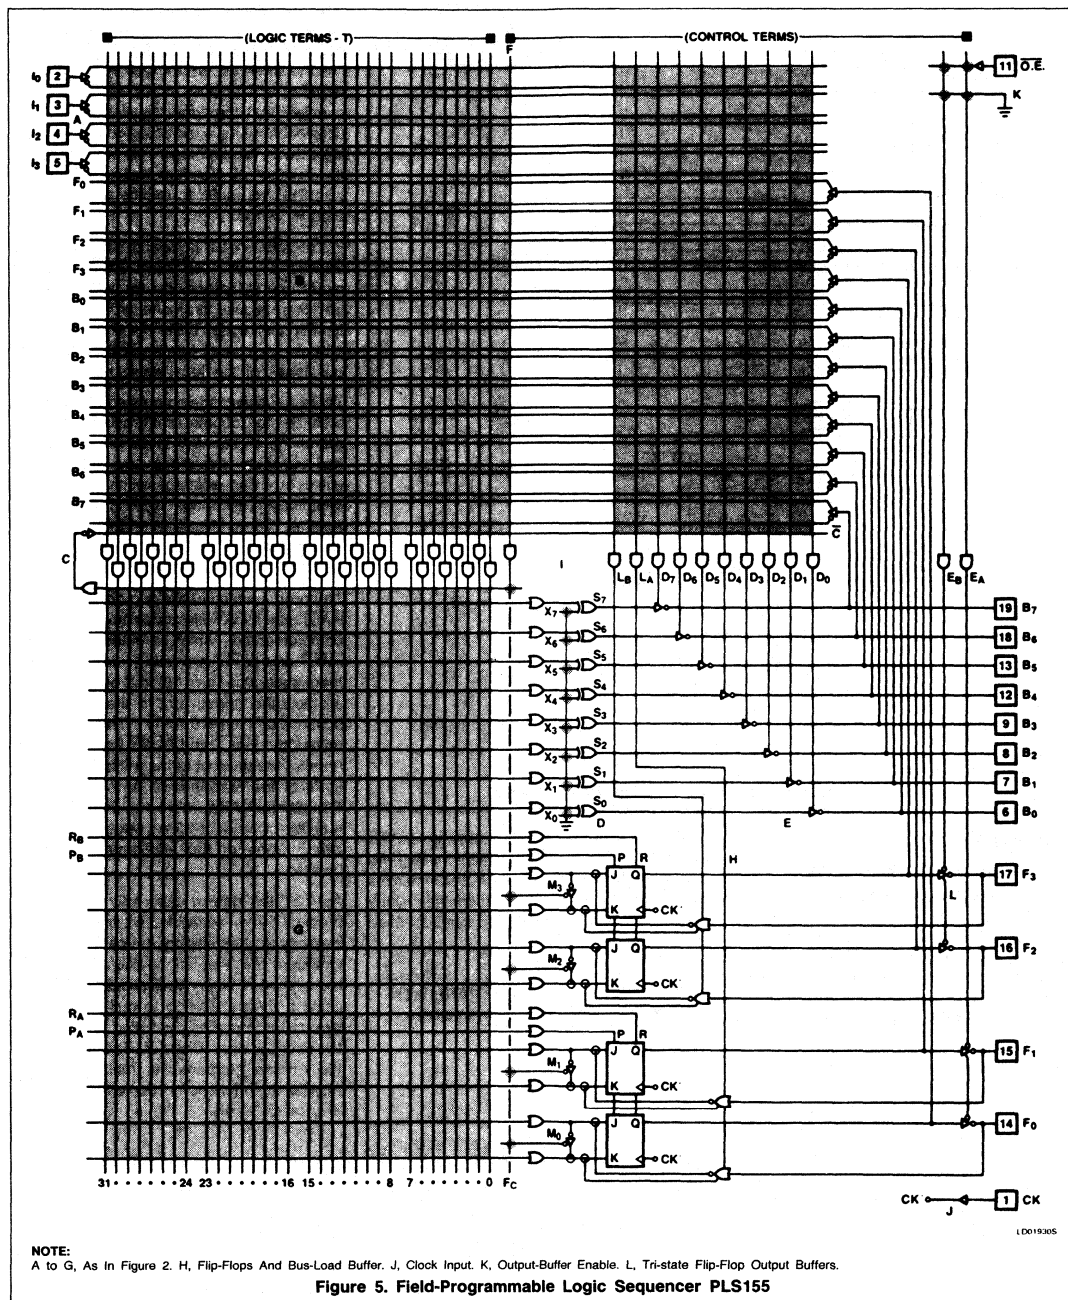 (LOGIC TERMS - T) F (CONTROL TERMS)
I0 2 11 O.E.
I1 3 K
A
I2 4
I3 5
F0
F1
F2
F3
B0
B1
B2
B3
B4
B5
B6
B7
C C
I LB LA D7 D6 D5 D4 D3 D2 D1 D0 EB EA
X7 S7 19 B7
X6 S6 18 B6
X5 S5 13 B5
X4 S4 12 B4
X3 S3 9 B3
X2 S2 8 B2
X1 S1 7 B1
X0 S0 6 B0
D E
RB
PB P R H
M3 J Q 17 F3
K CK L
G
M2 J Q 16 F2
K CK
RA
PA P R
M1 J Q 15 F1
K CK
M0 J Q 14 F0
K CK
31 24 23 16 15 8 7 0 FC
CK J 1 CK
LD01930S
NOTE:
A to G, As In Figure 2. H, Flip-Flops And Bus-Load Buffer. J, Clock Input. K, Output-Buffer Enable. L, Tri-state Flip-Flop Output Buffers.
Figure 5. Field-Programmable Logic Sequencer PLS155